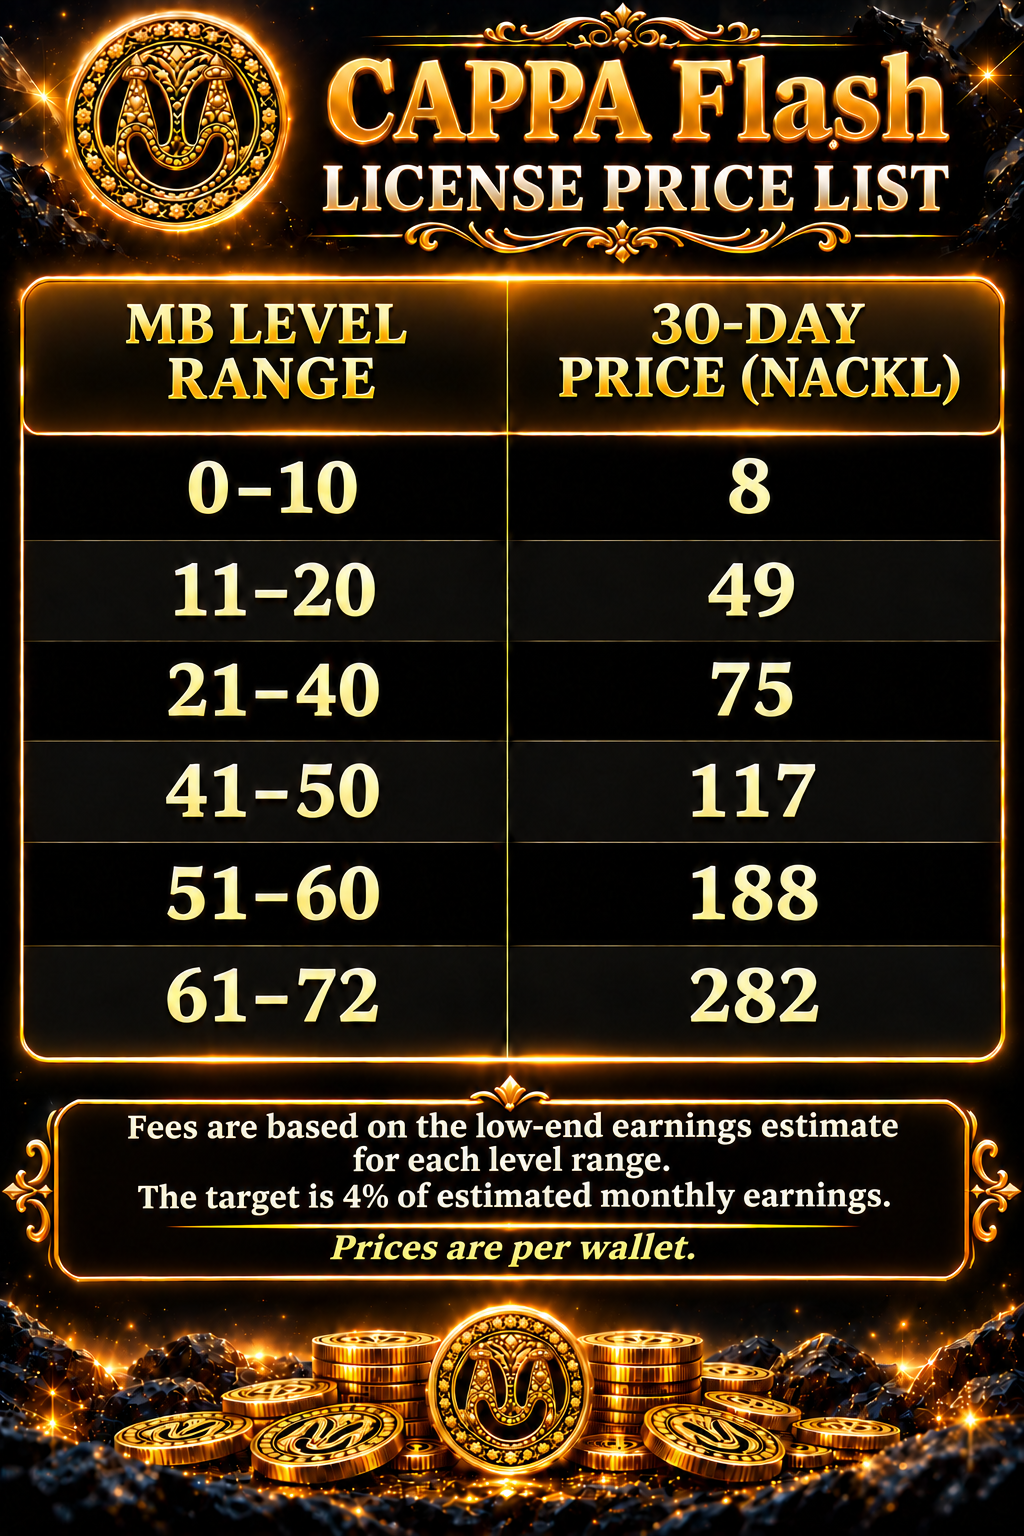 CAPPA Flash
LICENSE PRICE LIST
MB LEVEL
RANGE
30-DAY
PRICE (NACKL)
0–10
8
11–20
49
21–40
75
41–50
117
51–60
188
61–72
282
Fees are based on the low-end earnings estimate
for each level range.
The target is 4% of estimated monthly earnings.
Prices are per wallet.